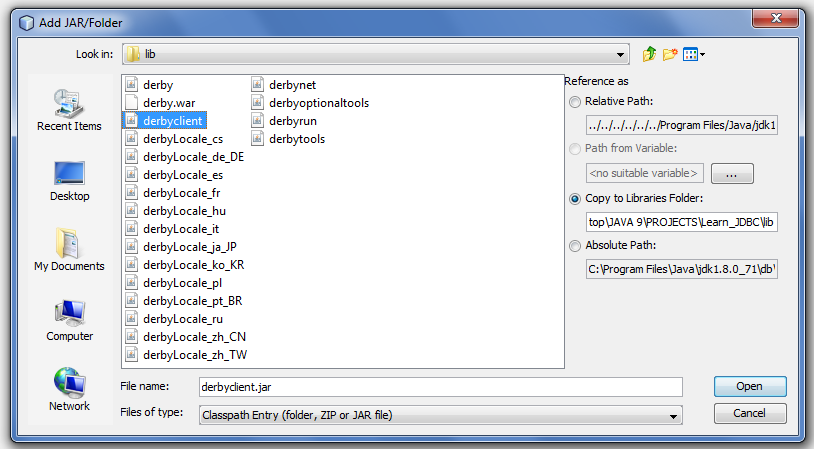 Add JAR/Folder
Look in:
lib
Recent Items
Desktop
My Documents
Computer
Network
derby
derby.war
derbyclient
derbyLocale_cs
derbyLocale_de_DE
derbyLocale_es
derbyLocale_fr
derbyLocale_hu
derbyLocale_it
derbyLocale_ja_JP
derbyLocale_ko_KR
derbyLocale_pl
derbyLocale_pt_BR
derbyLocale_ru
derbyLocale_zh_CN
derbyLocale_zh_TW
derbynet
derbyoptionaltools
derbyrun
derbytools
Reference as
Relative Path:
../../../../../../Program Files/Java/jdk1
Path from Variable:
<no suitable variable>
...
Copy to Libraries Folder:
top\JAVA 9\PROJECTS\Learn_JDBC\lib
Absolute Path:
C:\Program Files\Java\jdk1.8.0_71\db\
File name:
derbyclient.jar
Open
Files of type:
Classpath Entry (folder, ZIP or JAR file)
Cancel